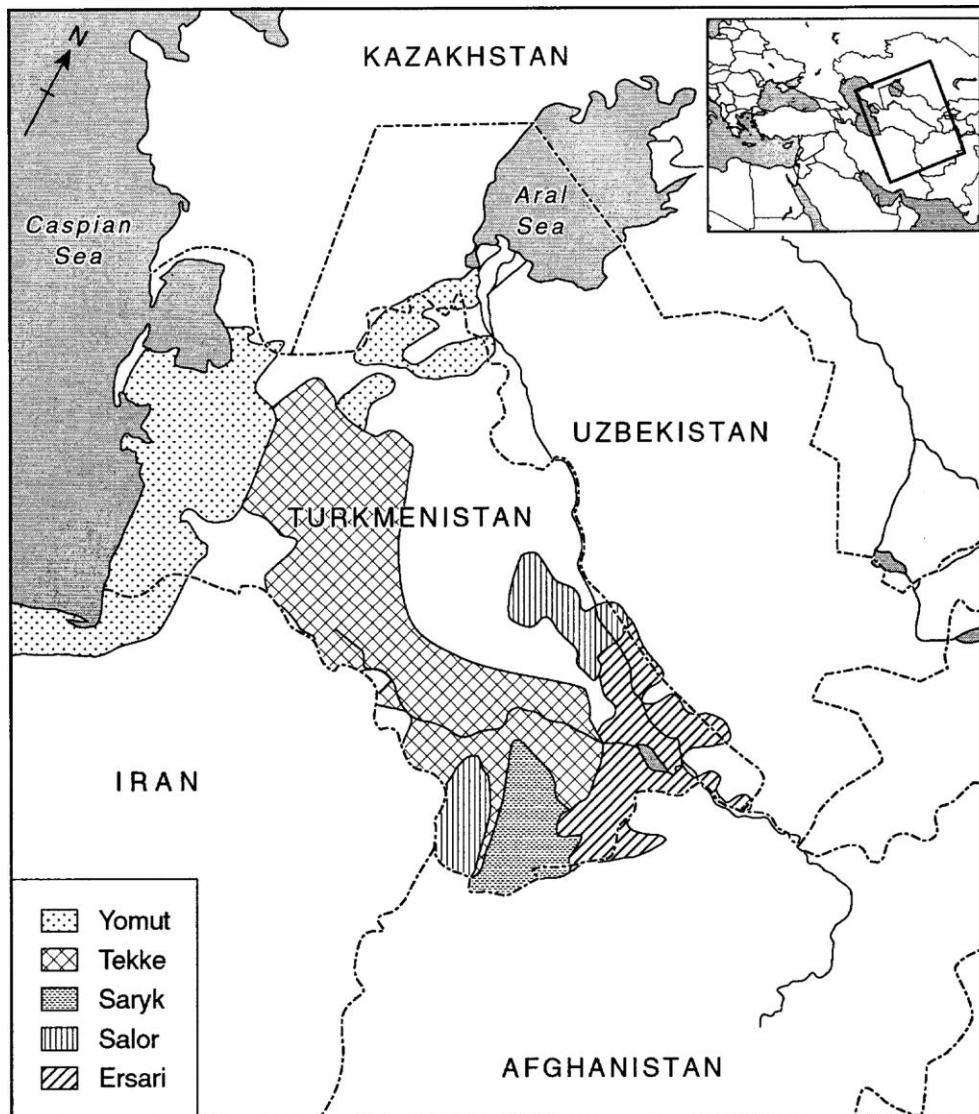 N
KAZAKHSTAN
Caspian
Sea
Aral
Sea
UZBEKISTAN
TURKMENISTAN
IRAN
AFGHANISTAN
Yomut
Tekke
Saryk
Salor
Ersari